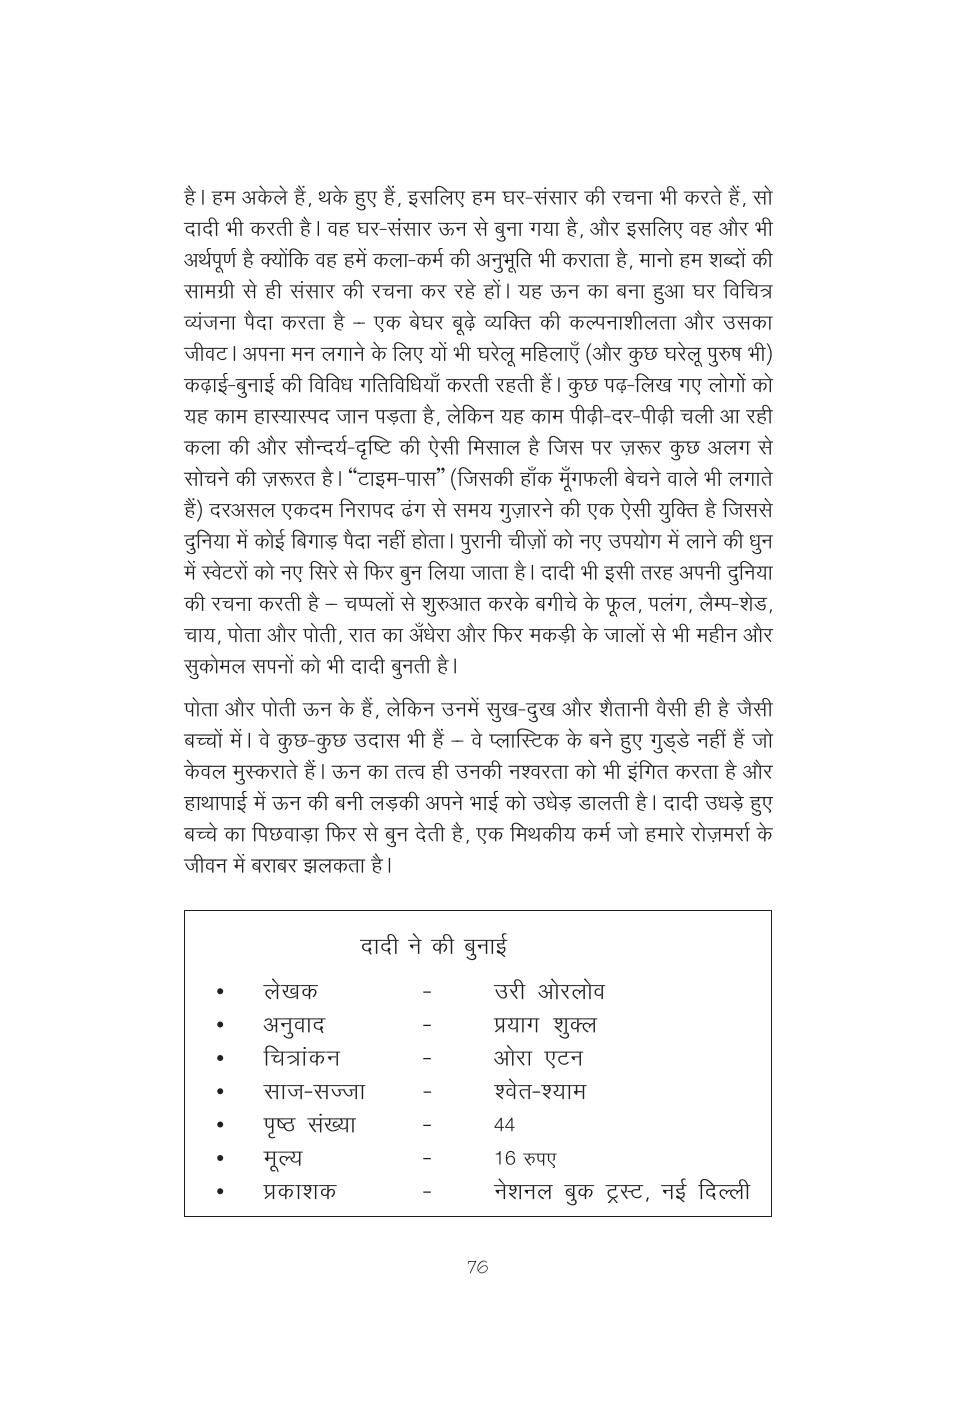 है। हम अकेले हैं, थके हुए हैं, इसलिए हम घर-संसार की रचना भी करते हैं, सो
दादी भी करती है। वह घर-संसार ऊन से बुना गया है, और इसलिए वह और भी
अर्थपूर्ण है क्योंकि वह हमें कला-कर्म की अनुभूति भी कराता है, मानो हम शब्दों की
सामग्री से ही संसार की रचना कर रहे हों। यह ऊन का बना हुआ घर विचित्र
व्यंजना पैदा करता है – एक बेघर बूढ़े व्यक्ति की कल्पनाशीलता और उसका
जीवट। अपना मन लगाने के लिए यों भी घरेलू महिलाएँ (और कुछ घरेलू पुरुष भी)
कढ़ाई-बुनाई की विविध गतिविधियाँ करती रहती हैं। कुछ पढ़-लिख गए लोगों को
यह काम हास्यास्पद जान पड़ता है, लेकिन यह काम पीढ़ी-दर-पीढ़ी चली आ रही
कला की और सौन्दर्य-दृष्टि की ऐसी मिसाल है जिस पर ज़रूर कुछ अलग से
सोचने की ज़रूरत है। “टाइम-पास” (जिसकी हाँक मूँगफली बेचने वाले भी लगाते
हैं) दरअसल एकदम निरापद ढंग से समय गुज़ारने की एक ऐसी युक्ति है जिससे
दुनिया में कोई बिगाड़ पैदा नहीं होता। पुरानी चीज़ों को नए उपयोग में लाने की धुन
में स्वेटरों को नए सिरे से फिर बुन लिया जाता है। दादी भी इसी तरह अपनी दुनिया
की रचना करती है – चप्पलों से शुरुआत करके बगीचे के फूल, पलंग, लैम्प-शेड,
चाय, पोता और पोती, रात का अँधेरा और फिर मकड़ी के जालों से भी महीन और
सुकोमल सपनों को भी दादी बुनती है।
पोता और पोती ऊन के हैं, लेकिन उनमें सुख-दुख और शैतानी वैसी ही है जैसी
बच्चों में। वे कुछ-कुछ उदास भी हैं – वे प्लास्टिक के बने हुए गुड्डे नहीं हैं जो
केवल मुस्कराते हैं। ऊन का तत्व ही उनकी नश्वरता को भी इंगित करता है और
हाथापाई में ऊन की बनी लड़की अपने भाई को उधेड़ डालती है। दादी उधड़े हुए
बच्चे का पिछवाड़ा फिर से बुन देती है, एक मिथकीय कर्म जो हमारे रोज़मर्रा के
जीवन में बराबर झलकता है।
दादी ने की बुनाई
• लेखक - उरी ओरलोव
• अनुवाद - प्रयाग शुक्ल
• चित्रांकन - ओरा एटन
• साज-सज्जा - श्वेत-श्याम
• पृष्ठ संख्या - 44
• मूल्य - 16 रुपए
• प्रकाशक - नेशनल बुक ट्रस्ट, नई दिल्ली
76